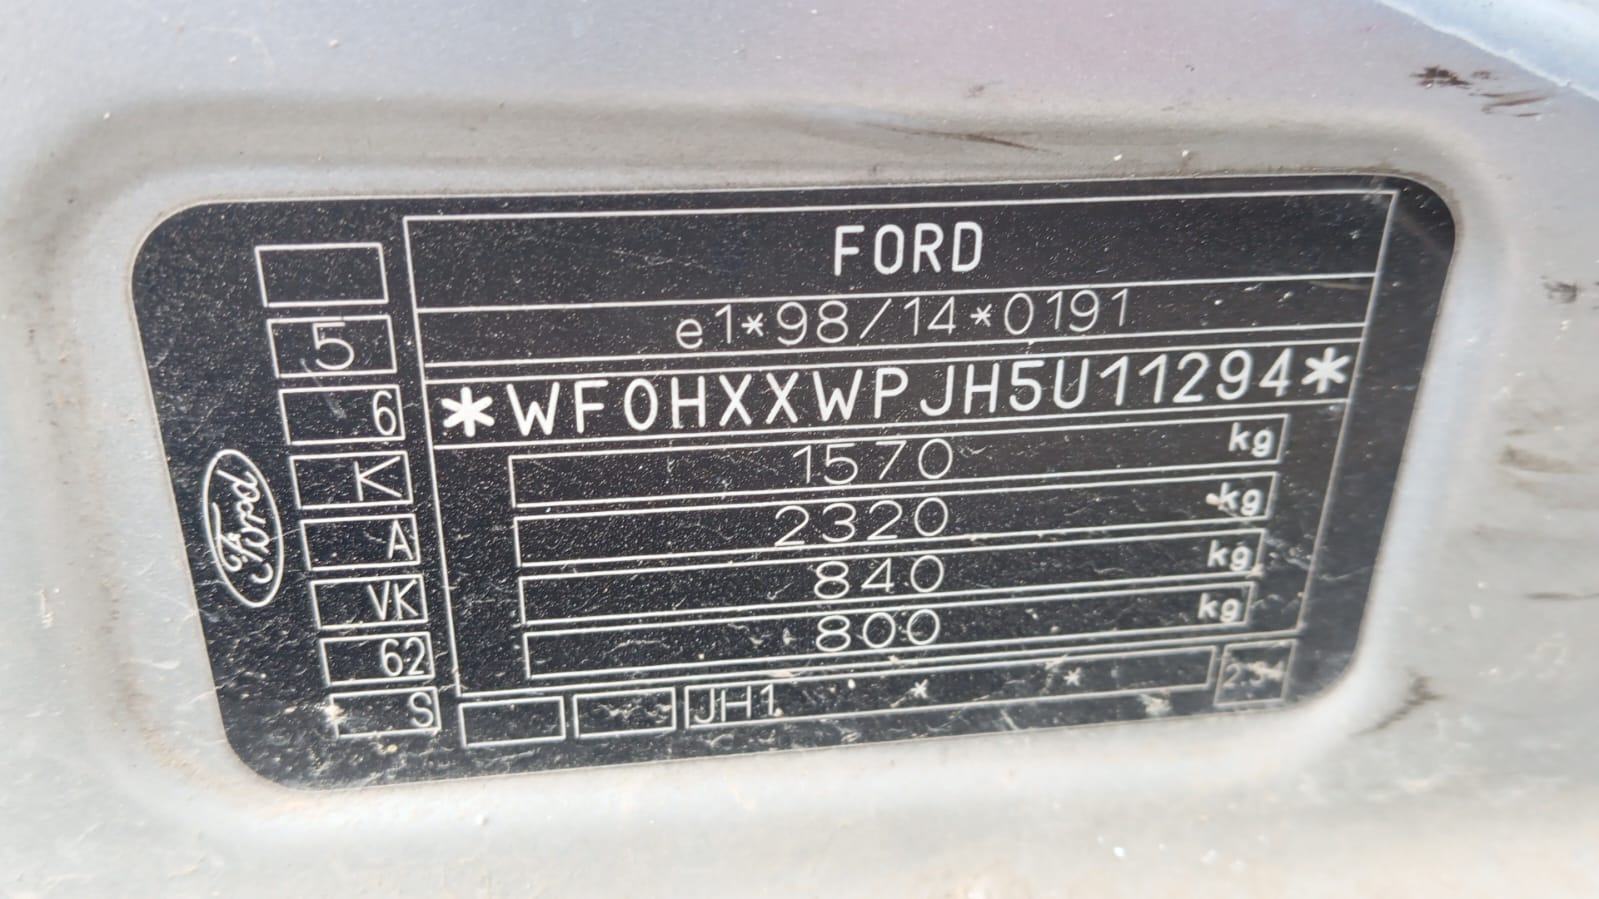 FORD
e1*98/14*0191
*WF0HXXWPJH5U11294*
1570 kg
2320 kg
840 kg
800 kg
JH1 * *
5
6
K
A
VK
62
S
Ford